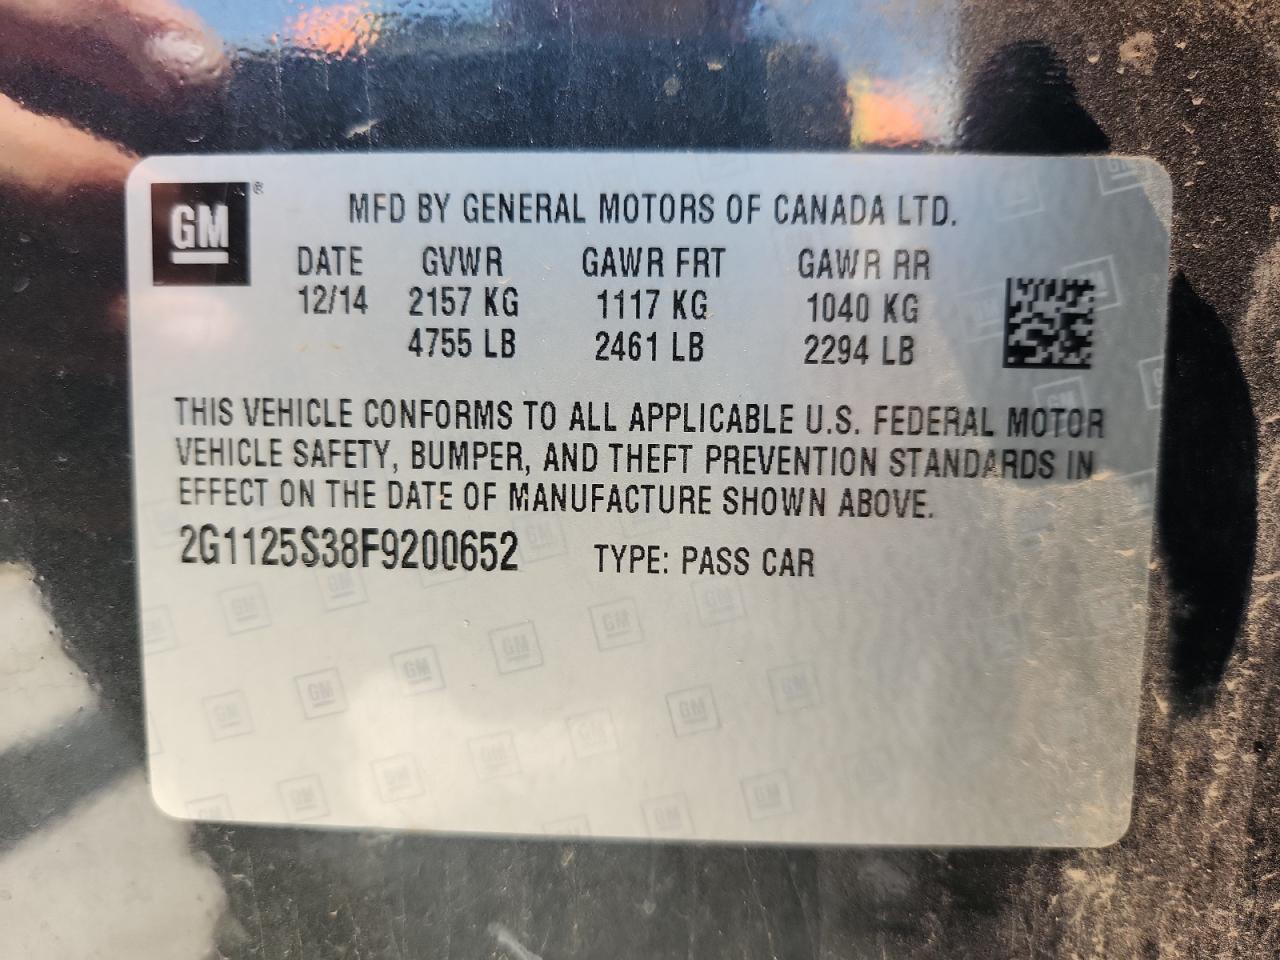 GM ® MFD BY GENERAL MOTORS OF CANADA LTD.
DATE GVWR GAWR FRT GAWR RR
12/14 2157 KG 1117 KG 1040 KG
4755 LB 2461 LB 2294 LB
THIS VEHICLE CONFORMS TO ALL APPLICABLE U.S. FEDERAL MOTOR
VEHICLE SAFETY, BUMPER, AND THEFT PREVENTION STANDARDS IN
EFFECT ON THE DATE OF MANUFACTURE SHOWN ABOVE.
2G1125S38F9200652 TYPE: PASS CAR